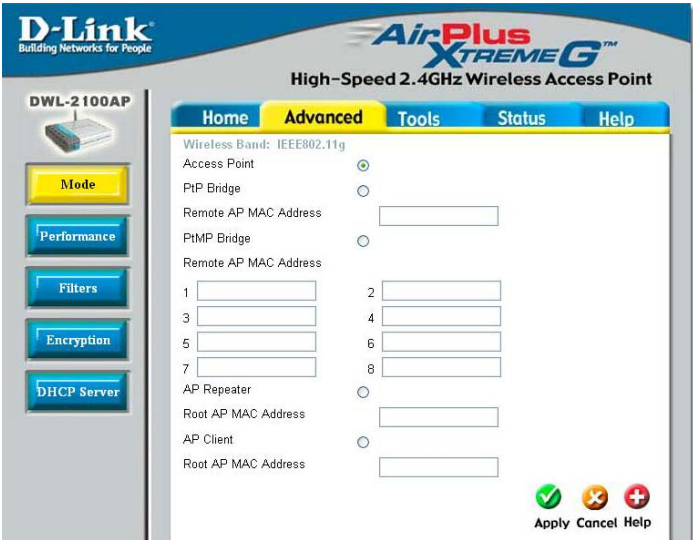 D-Link
Building Networks for People
AirPlus
XTREME G™
High-Speed 2.4GHz Wireless Access Point
DWL-2100AP
Home Advanced Tools Status Help
Mode
Performance
Filters
Encryption
DHCP Server
Wireless Band: IEEE802.11g
Access Point
PtP Bridge
Remote AP MAC Address
PtMP Bridge
Remote AP MAC Address
1 2
3 4
5 6
7 8
AP Repeater
Root AP MAC Address
AP Client
Root AP MAC Address
Apply Cancel Help